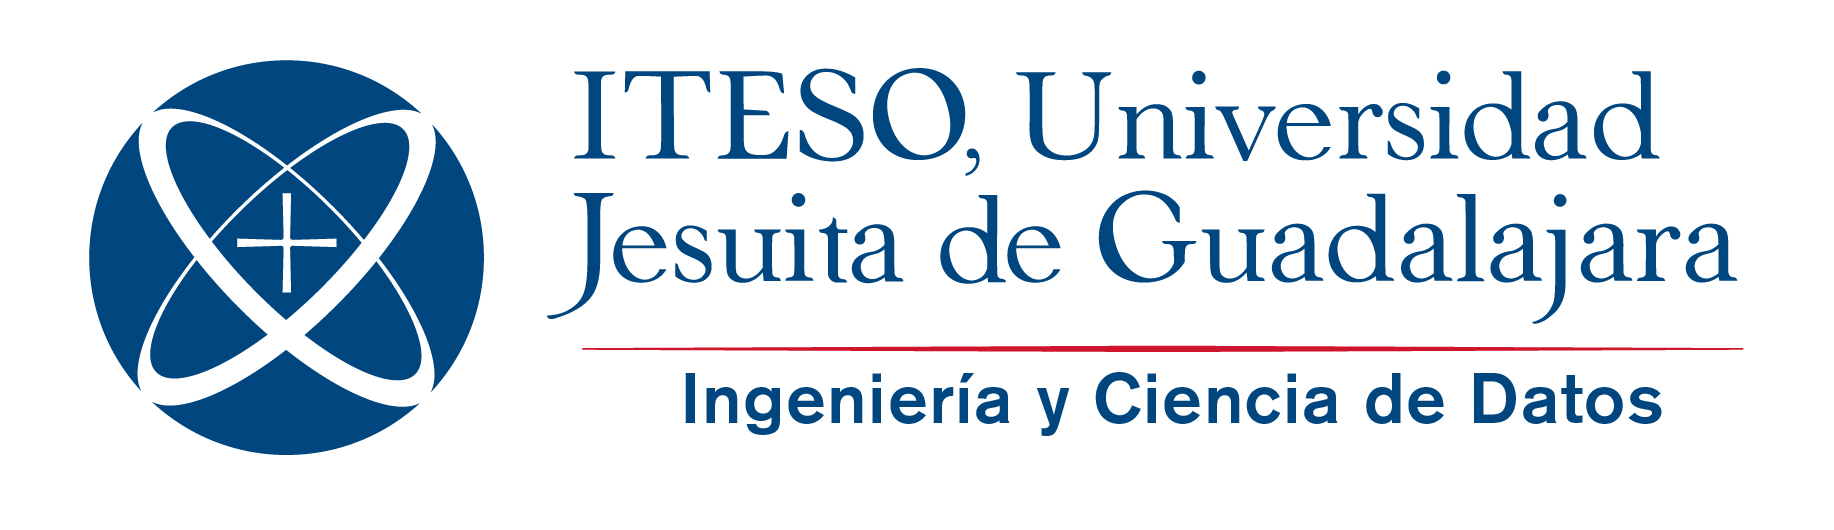 ITESO, Universidad
Jesuita de Guadalajara
Ingeniería y Ciencia de Datos